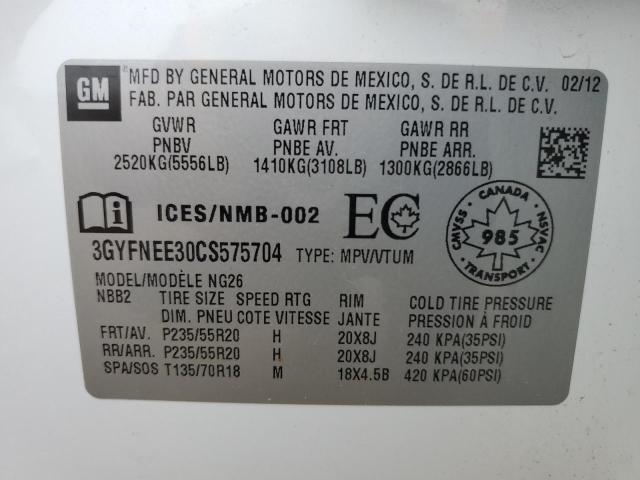 GM
MFD BY GENERAL MOTORS DE MEXICO, S. DE R.L. DE C.V. 02/12
FAB. PAR GENERAL MOTORS DE MEXICO, S. DE R.L. DE C.V.
GVWR GAWR FRT GAWR RR
PNBV PNBE AV. PNBE ARR.
2520KG(5556LB) 1410KG(3108LB) 1300KG(2866LB)
i ICES/NMB-002 EC
CANADA
CMVSS 985 NSVAC
TRANSPORT
3GYFNEE30CS575704 TYPE: MPV/VTUM
MODEL/MODÈLE NG26
NBB2 TIRE SIZE SPEED RTG RIM COLD TIRE PRESSURE
DIM. PNEU COTE VITESSE JANTE PRESSION À FROID
FRT/AV. P235/55R20 H 20X8J 240 KPA(35PSI)
RR/ARR. P235/55R20 H 20X8J 240 KPA(35PSI)
SPA/SOS T135/70R18 M 18X4.5B 420 KPA(60PSI)